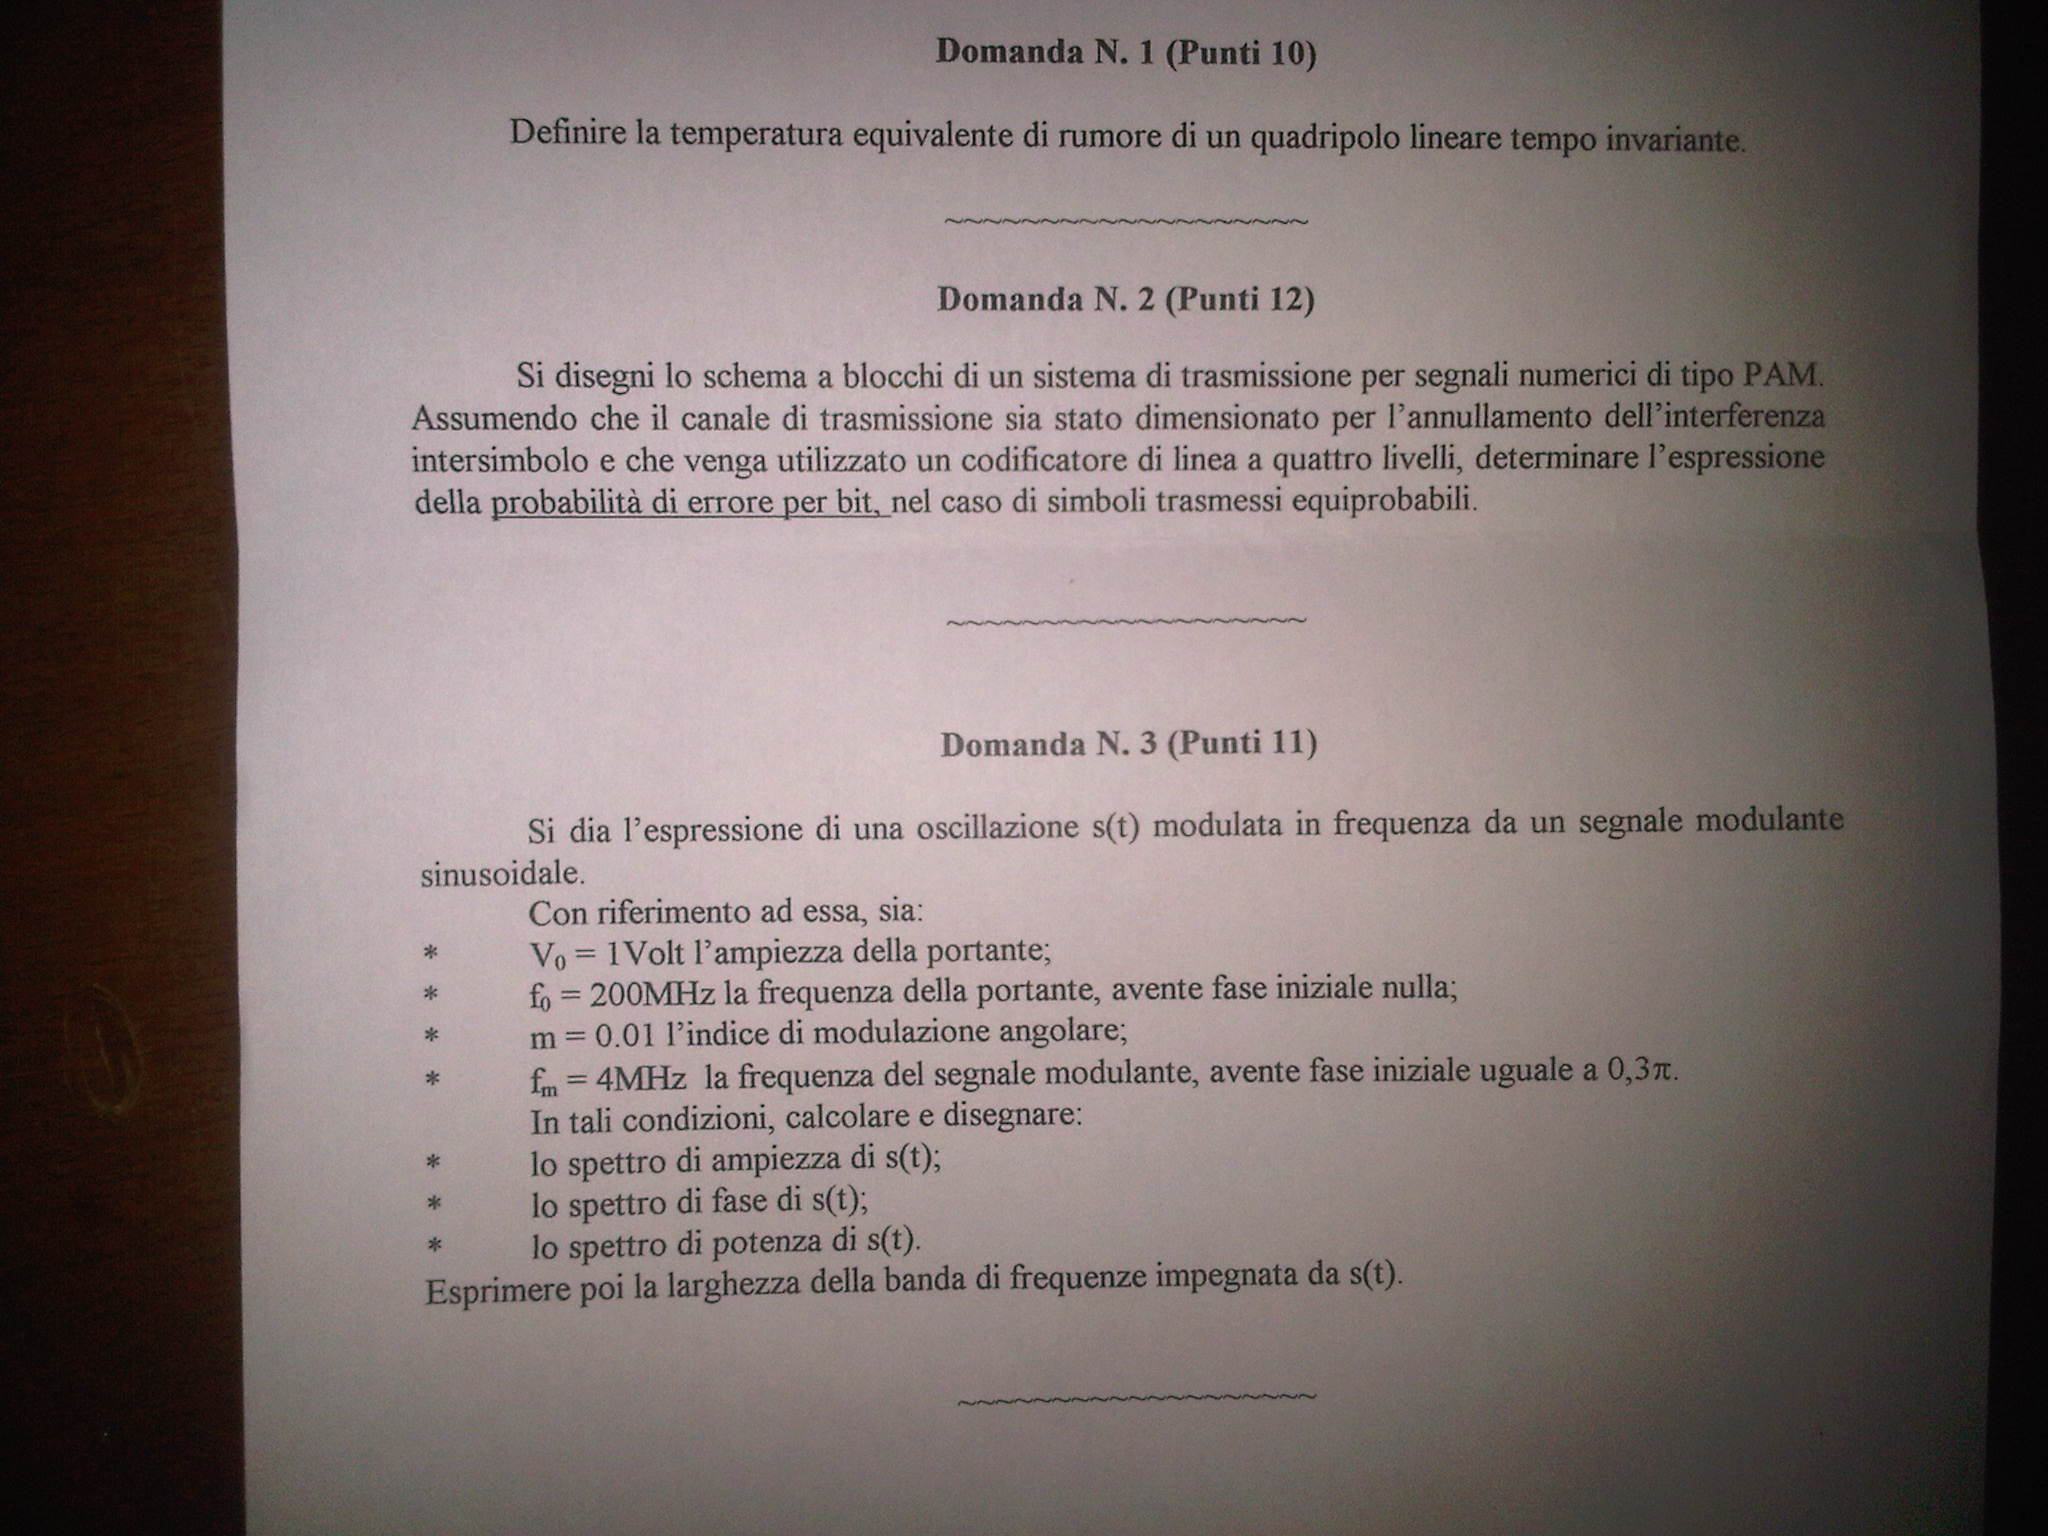 Domanda N. 1 (Punti 10)
Definire la temperatura equivalente di rumore di un quadripolo lineare tempo invariante.
~~~~~~~~~~~~~~~~~~~~
Domanda N. 2 (Punti 12)
Si disegni lo schema a blocchi di un sistema di trasmissione per segnali numerici di tipo PAM.
Assumendo che il canale di trasmissione sia stato dimensionato per l’annullamento dell’interferenza
intersimbolo e che venga utilizzato un codificatore di linea a quattro livelli, determinare l’espressione
della probabilità di errore per bit, nel caso di simboli trasmessi equiprobabili.
~~~~~~~~~~~~~~~~~~~~
Domanda N. 3 (Punti 11)
Si dia l’espressione di una oscillazione s(t) modulata in frequenza da un segnale modulante
sinusoidale.
Con riferimento ad essa, sia:
* V₀ = 1Volt l’ampiezza della portante;
* f₀ = 200MHz la frequenza della portante, avente fase iniziale nulla;
* m = 0.01 l’indice di modulazione angolare;
* fₘ = 4MHz la frequenza del segnale modulante, avente fase iniziale uguale a 0,3π.
In tali condizioni, calcolare e disegnare:
* lo spettro di ampiezza di s(t);
* lo spettro di fase di s(t);
* lo spettro di potenza di s(t).
Esprimere poi la larghezza della banda di frequenze impegnata da s(t).
~~~~~~~~~~~~~~~~~~~~